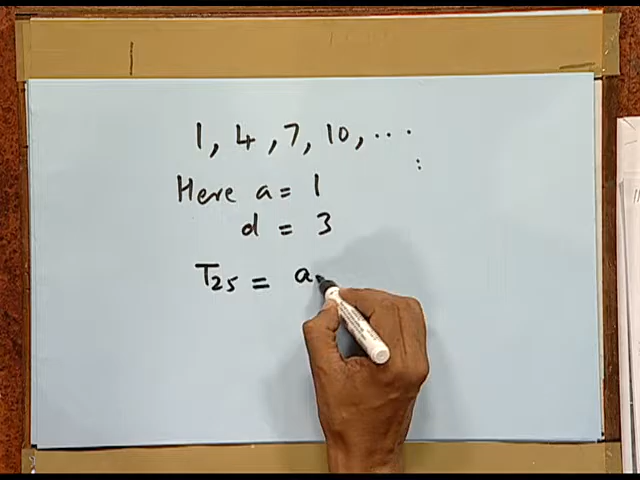 1, 4, 7, 10, ...
Here a = 1
d = 3
T25 = a